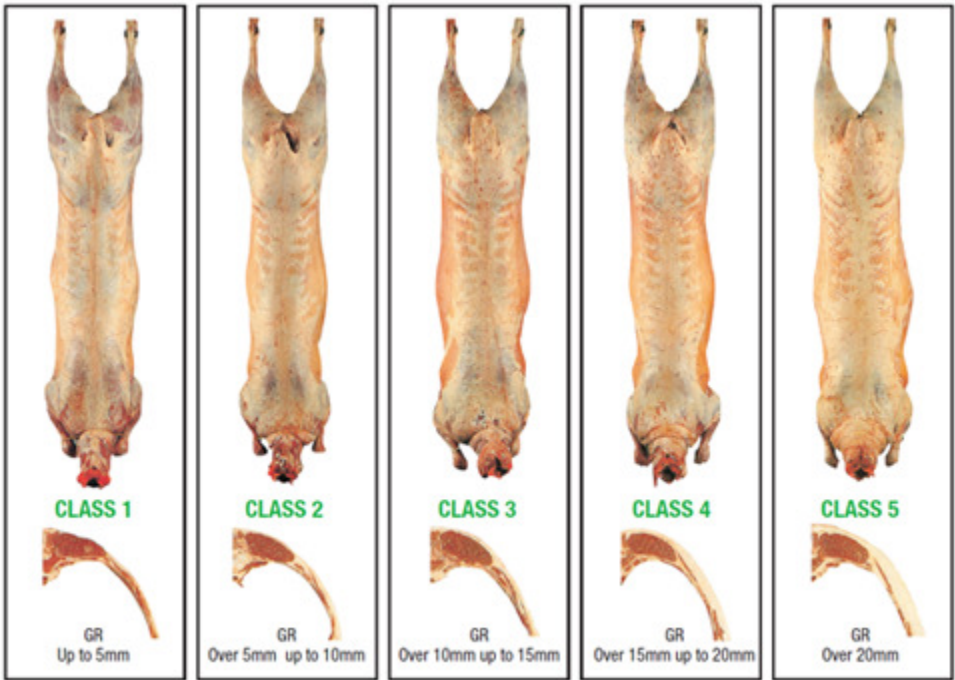 CLASS 1
GR
Up to 5mm
CLASS 2
GR
Over 5mm up to 10mm
CLASS 3
GR
Over 10mm up to 15mm
CLASS 4
GR
Over 15mm up to 20mm
CLASS 5
GR
Over 20mm